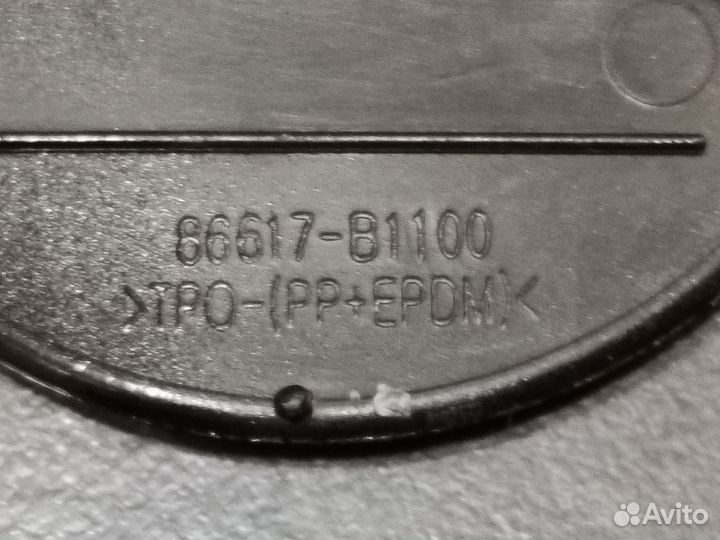 86617-B1100
>TPO-(PP+EPDM)<
Avito